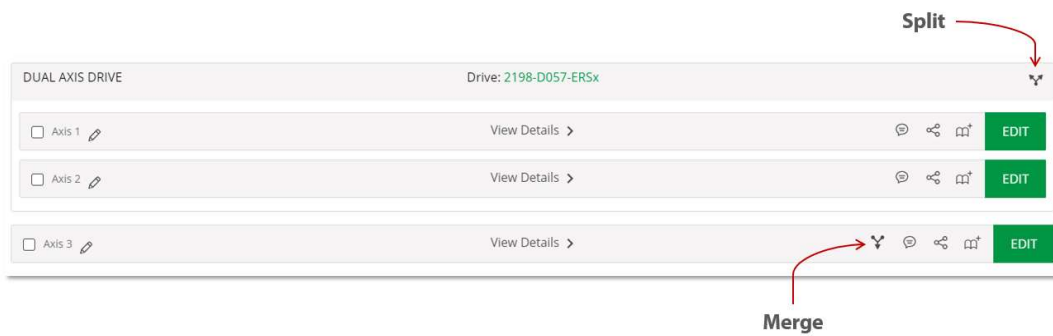 Split
DUAL AXIS DRIVE Drive: 2198-D057-ERSx
Axis 1 View Details EDIT
Axis 2 View Details EDIT
Axis 3 View Details EDIT
Merge